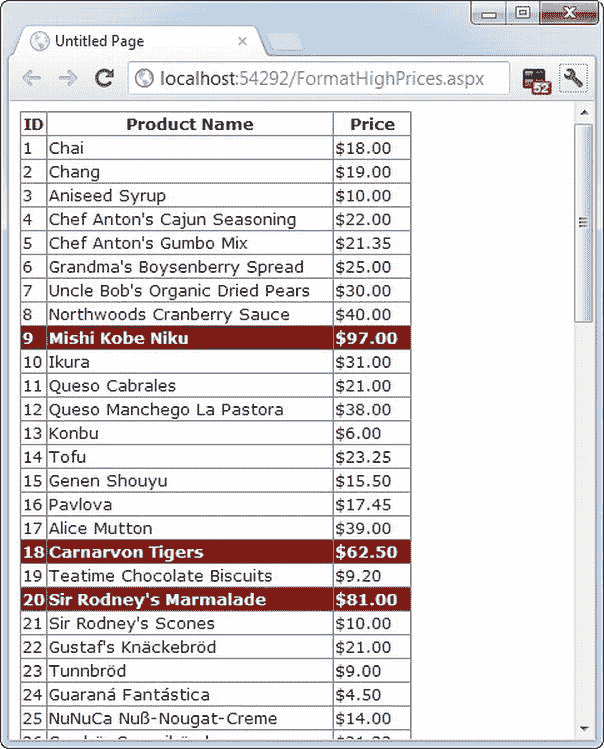 Untitled Page
localhost:54292/FormatHighPrices.aspx
52
ID Product Name Price
1 Chai $18.00
2 Chang $19.00
3 Aniseed Syrup $10.00
4 Chef Anton's Cajun Seasoning $22.00
5 Chef Anton's Gumbo Mix $21.35
6 Grandma's Boysenberry Spread $25.00
7 Uncle Bob's Organic Dried Pears $30.00
8 Northwoods Cranberry Sauce $40.00
9 Mishi Kobe Niku $97.00
10 Ikura $31.00
11 Queso Cabrales $21.00
12 Queso Manchego La Pastora $38.00
13 Konbu $6.00
14 Tofu $23.25
15 Genen Shouyu $15.50
16 Pavlova $17.45
17 Alice Mutton $39.00
18 Carnarvon Tigers $62.50
19 Teatime Chocolate Biscuits $9.20
20 Sir Rodney's Marmalade $81.00
21 Sir Rodney's Scones $10.00
22 Gustaf's Knäckebröd $21.00
23 Tunnbröd $9.00
24 Guaraná Fantástica $4.50
25 NuNuCa Nuß-Nougat-Creme $14.00